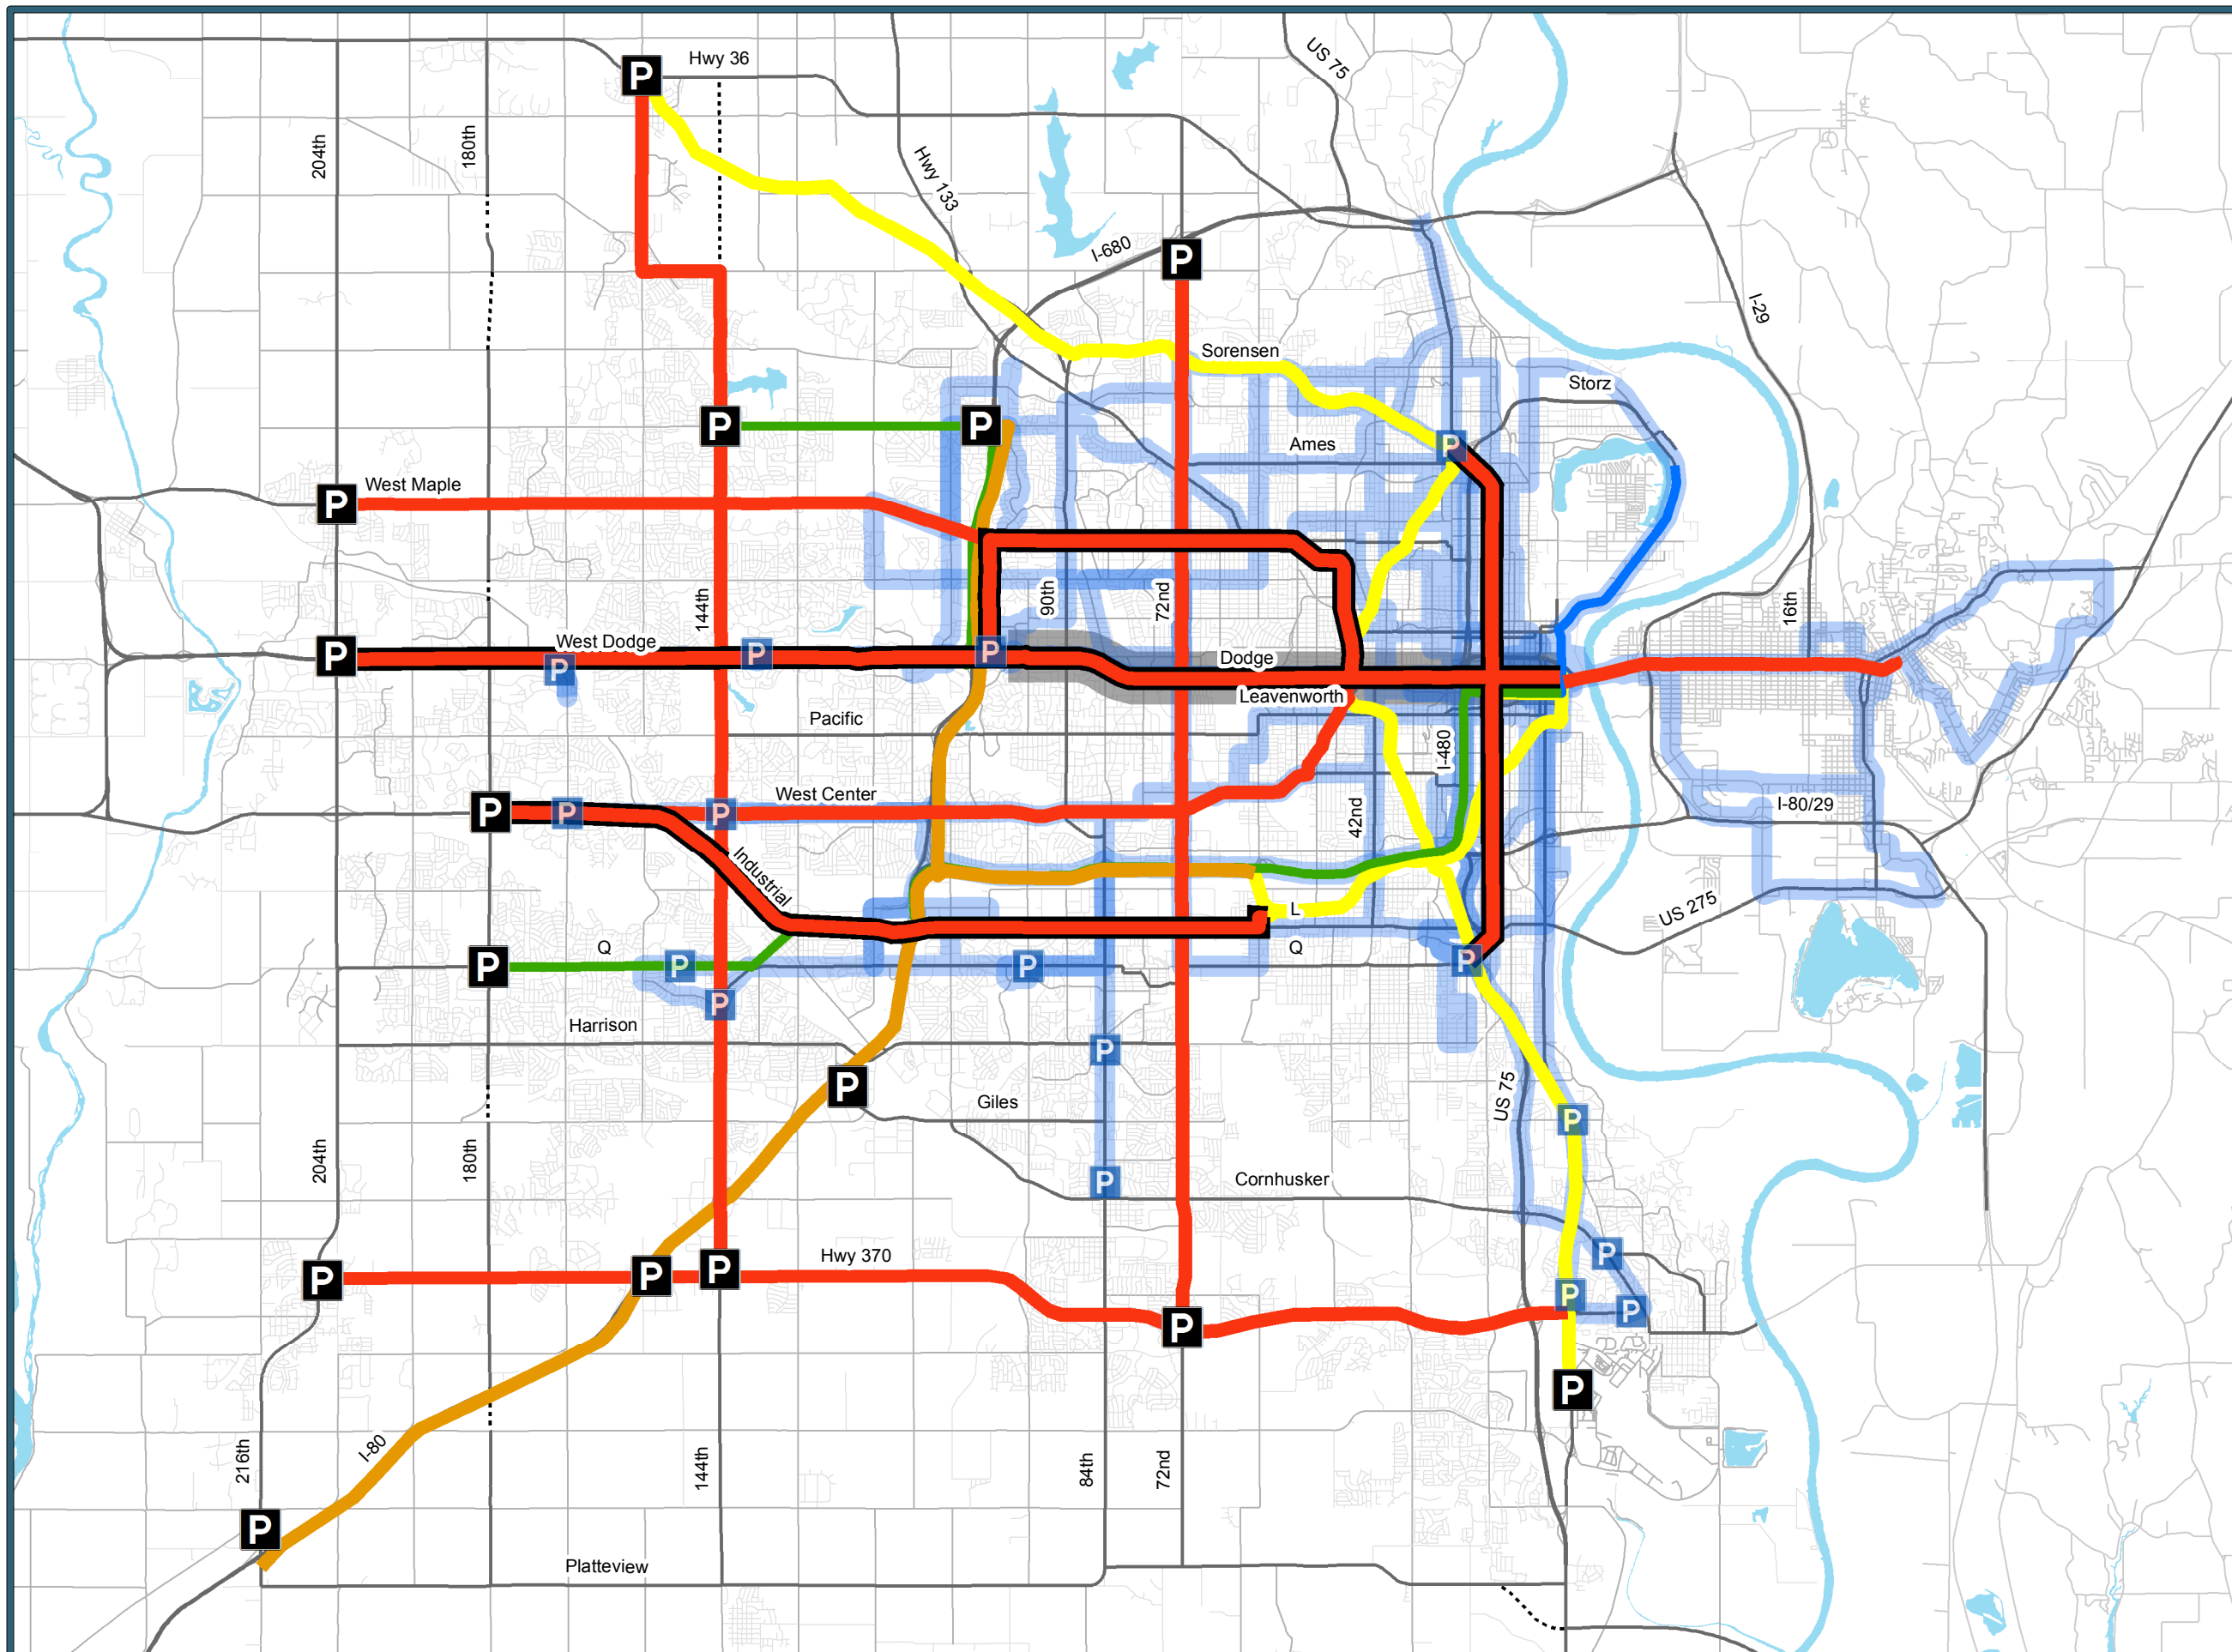 P
Hwy 36
US 75
204th
180th
Hwy 133
I-680
P
I-29
Sorensen
Storz
P
P
Ames
P
West Maple
P
144th
90th
72nd
16th
West Dodge
P
P
P
P
Dodge
Leavenworth
Pacific
I-480
West Center
P
P
P
42nd
I-80/29
Industrial
L
US 275
Q
Q
P
P
P
P
P
Harrison
P
P
US 75
Giles
P
204th
180th
P
Cornhusker
P
Hwy 370
P
P
P
P
P
P
P
I-80
216th
144th
84th
72nd
P
Platteview